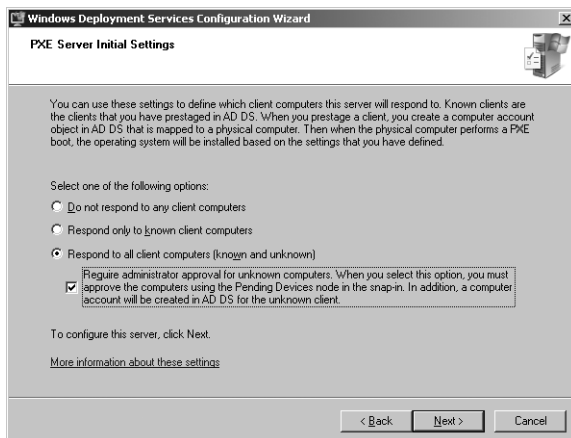 Windows Deployment Services Configuration Wizard
PXE Server Initial Settings
You can use these settings to define which client computers this server will respond to. Known clients are
the clients that you have prestaged in AD DS. When you prestage a client, you create a computer account
object in AD DS that is mapped to a physical computer. Then when the physical computer performs a PXE
boot, the operating system will be installed based on the settings that you have defined.
Select one of the following options:
Do not respond to any client computers
Respond only to known client computers
Respond to all client computers (known and unknown)
Require administrator approval for unknown computers. When you select this option, you must
approve the computers using the Pending Devices node in the snap-in. In addition, a computer
account will be created in AD DS for the unknown client.
To configure this server, click Next.
More information about these settings
< Back Next > Cancel